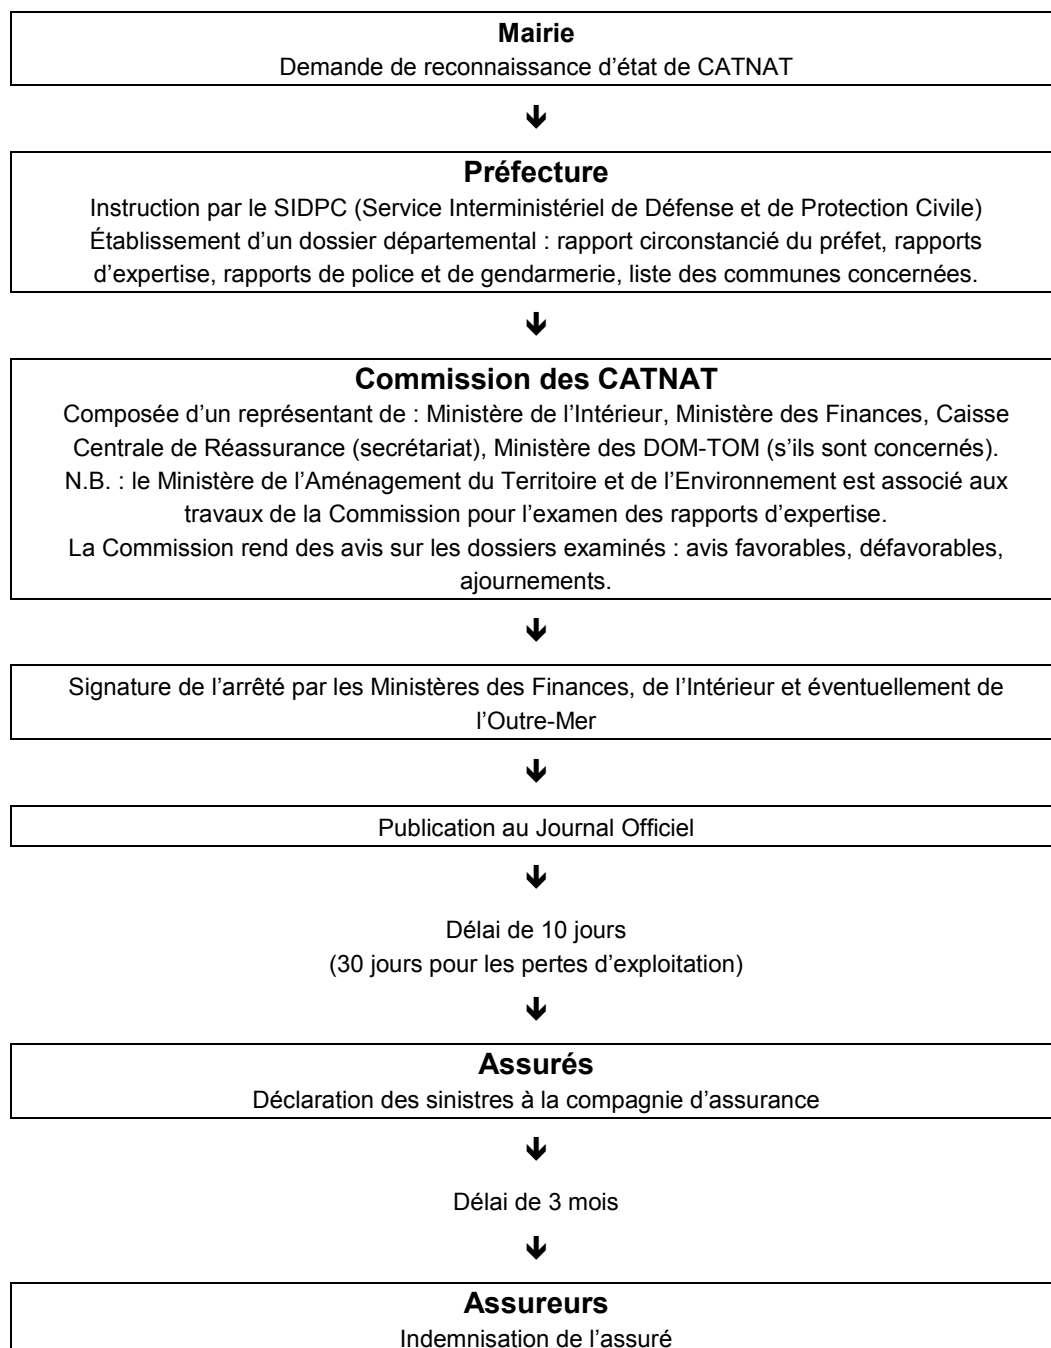 Mairie
Demande de reconnaissance d’état de CATNAT
Préfecture
Instruction par le SIDPC (Service Interministériel de Défense et de Protection Civile)
Établissement d’un dossier départemental : rapport circonstancié du préfet, rapports
d’expertise, rapports de police et de gendarmerie, liste des communes concernées.
Commission des CATNAT
Composée d’un représentant de : Ministère de l’Intérieur, Ministère des Finances, Caisse
Centrale de Réassurance (secrétariat), Ministère des DOM-TOM (s’ils sont concernés).
N.B. : le Ministère de l’Aménagement du Territoire et de l’Environnement est associé aux
travaux de la Commission pour l’examen des rapports d’expertise.
La Commission rend des avis sur les dossiers examinés : avis favorables, défavorables,
ajournements.
Signature de l’arrêté par les Ministères des Finances, de l’Intérieur et éventuellement de
l’Outre-Mer
Publication au Journal Officiel
Délai de 10 jours
(30 jours pour les pertes d’exploitation)
Assurés
Déclaration des sinistres à la compagnie d’assurance
Délai de 3 mois
Assureurs
Indemnisation de l’assuré